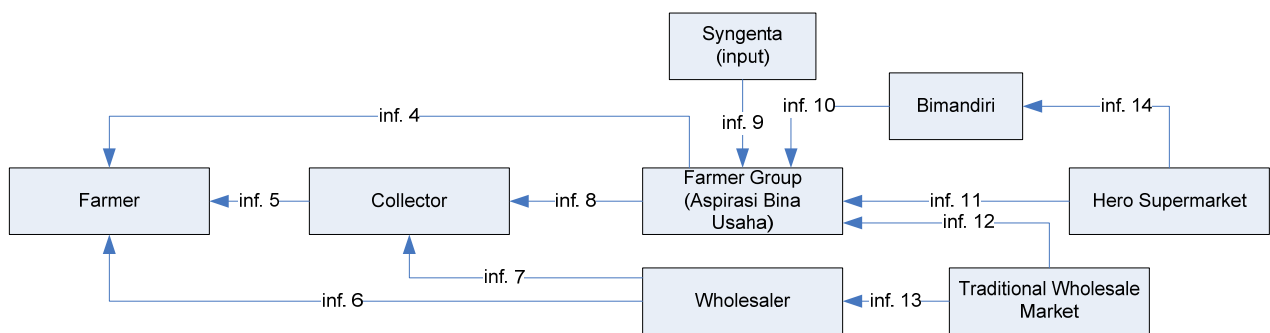 Syngenta
(input)
Bimandiri
inf. 10
inf. 14
inf. 4
inf. 9
Farmer
inf. 5
Collector
inf. 8
Farmer Group
(Aspirasi Bina
Usaha)
inf. 11
inf. 12
Hero Supermarket
inf. 7
inf. 6
Wholesaler
inf. 13
Traditional Wholesale
Market